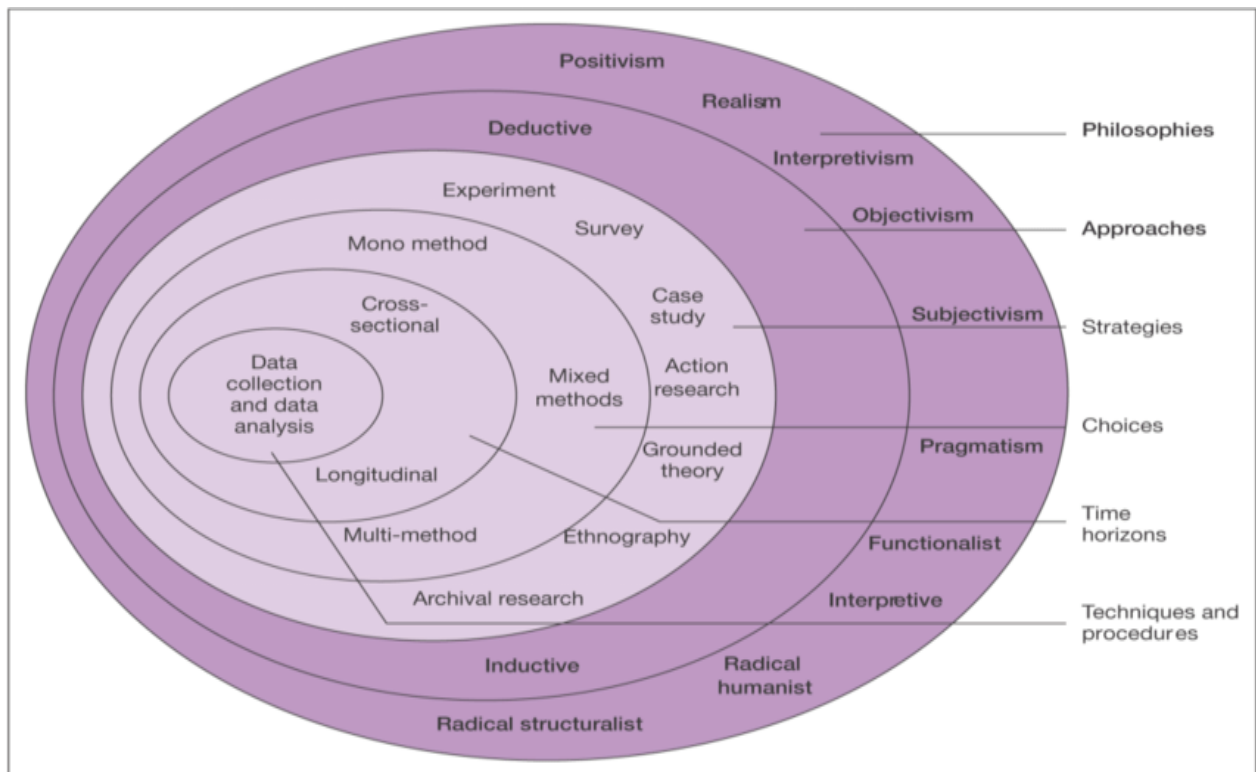 Positivism
Realism
Deductive
Philosophies
Interpretivism
Experiment
Objectivism
Survey
Approaches
Mono method
Case
study
Cross-
sectional
Subjectivism
Strategies
Data
collection
and data
analysis
Mixed
methods
Action
research
Choices
Pragmatism
Grounded
theory
Longitudinal
Time
horizons
Multi-method
Ethnography
Functionalist
Archival research
Interpretive
Techniques and
procedures
Inductive
Radical
humanist
Radical structuralist